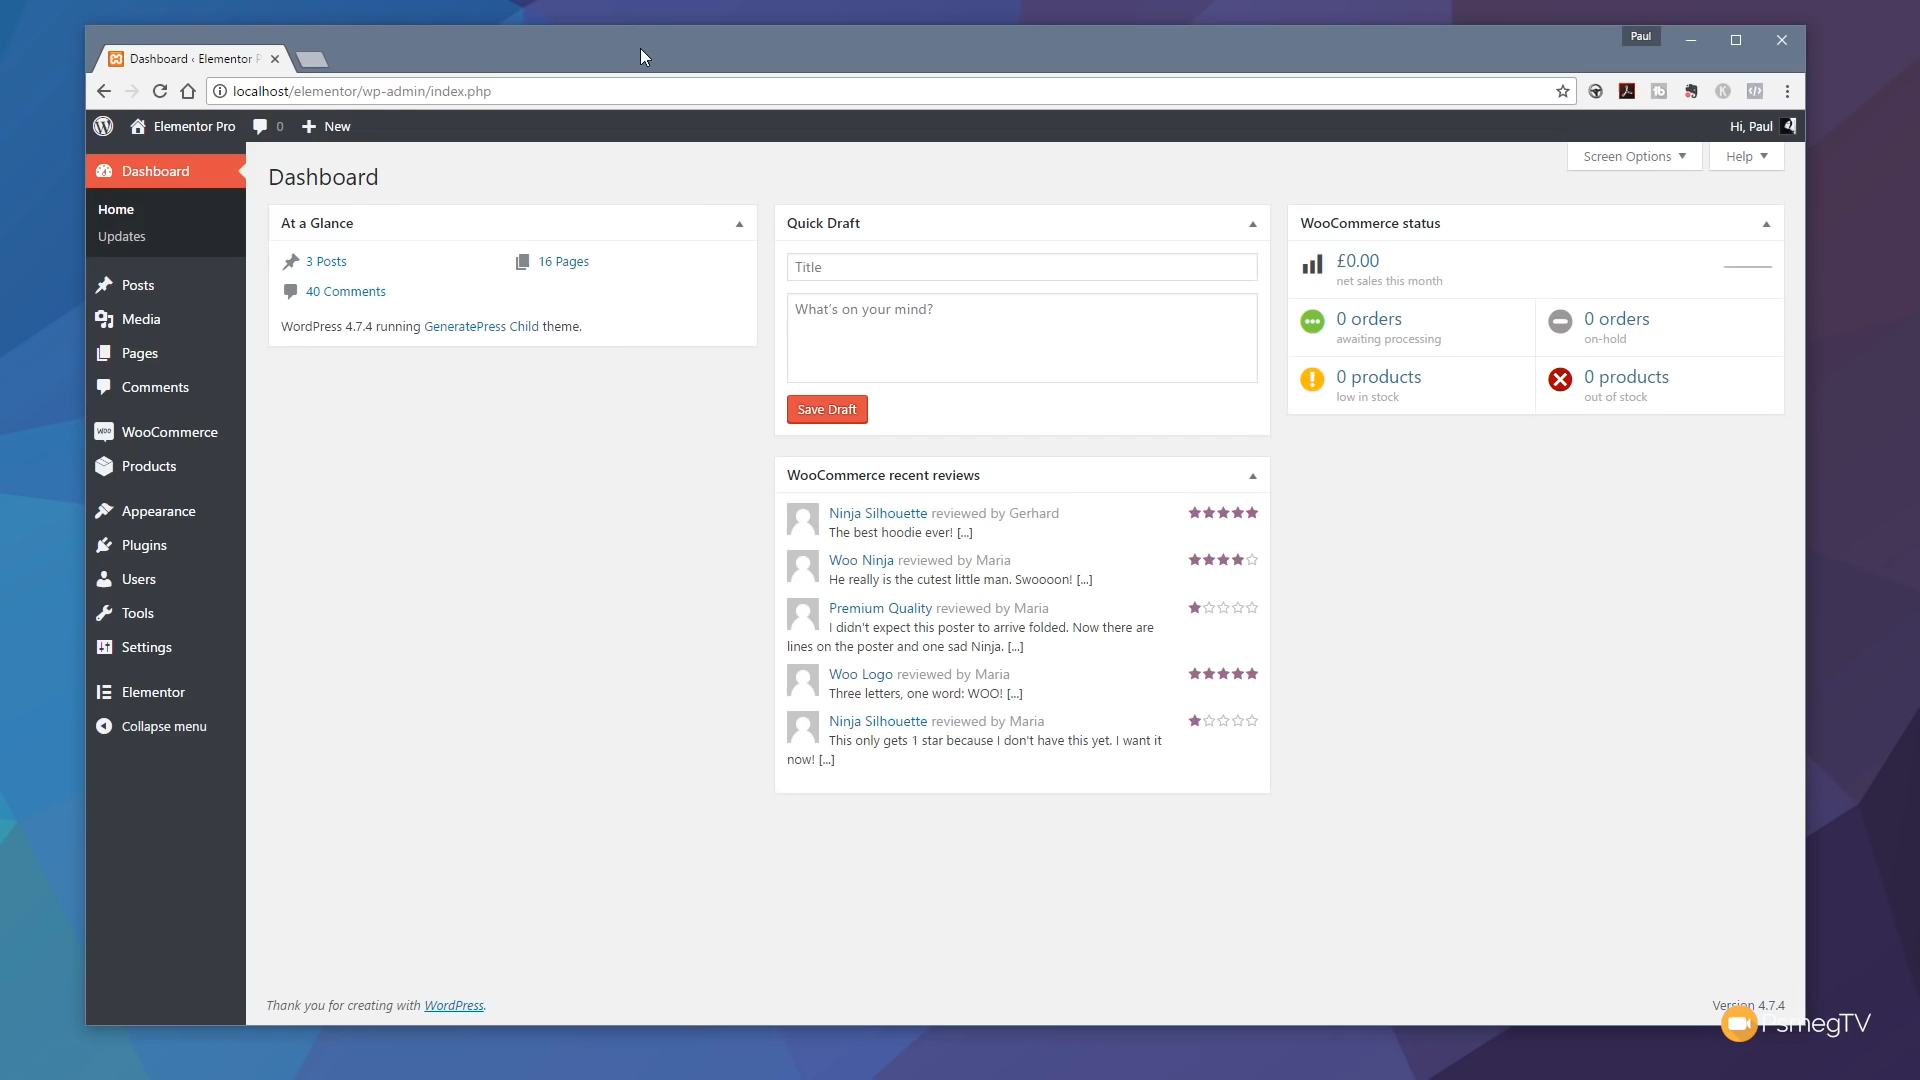 Paul
Dashboard ‹ Elementor P
localhost/elementor/wp-admin/index.php
Elementor Pro
0
New
Hi, Paul
Dashboard
Home
Updates
Posts
Media
Pages
Comments
WooCommerce
Products
Appearance
Plugins
Users
Tools
Settings
Elementor
Collapse menu
Screen Options
Help
Dashboard
At a Glance
3 Posts
16 Pages
40 Comments
WordPress 4.7.4 running GeneratePress Child theme.
Quick Draft
Title
What's on your mind?
Save Draft
WooCommerce recent reviews
Ninja Silhouette reviewed by Gerhard
The best hoodie ever! [...]
Woo Ninja reviewed by Maria
He really is the cutest little man. Swoooon! [...]
Premium Quality reviewed by Maria
I didn't expect this poster to arrive folded. Now there are
lines on the poster and one sad Ninja. [...]
Woo Logo reviewed by Maria
Three letters, one word: WOO! [...]
Ninja Silhouette reviewed by Maria
This only gets 1 star because I don't have this yet. I want it
now! [...]
WooCommerce status
£0.00
net sales this month
0 orders
awaiting processing
0 orders
on-hold
0 products
low in stock
0 products
out of stock
Thank you for creating with WordPress.
Version 4.7.4
PsmegTV